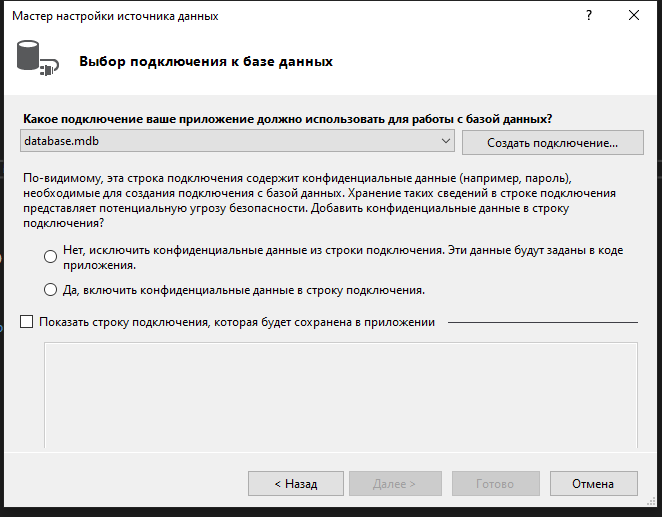 Мастер настройки источника данных
?
Выбор подключения к базе данных
Какое подключение ваше приложение должно использовать для работы с базой данных?
database.mdb
Создать подключение...
По-видимому, эта строка подключения содержит конфиденциальные данные (например, пароль),
необходимые для создания подключения с базой данных. Хранение таких сведений в строке подключения
представляет потенциальную угрозу безопасности. Добавить конфиденциальные данные в строку
подключения?
Нет, исключить конфиденциальные данные из строки подключения. Эти данные будут заданы в коде
приложения.
Да, включить конфиденциальные данные в строку подключения.
Показать строку подключения, которая будет сохранена в приложении
< Назад
Далее >
Готово
Отмена